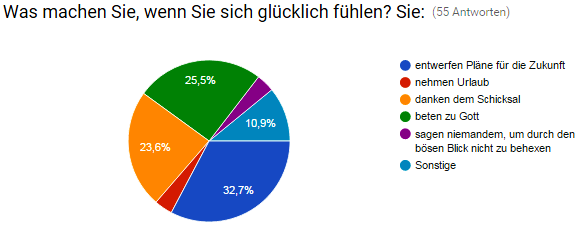 Was machen Sie, wenn Sie sich glücklich fühlen? Sie: (55 Antworten)
25,5%
10,9%
23,6%
32,7%
entwerfen Pläne für die Zukunft
nehmen Urlaub
danken dem Schicksal
beten zu Gott
sagen niemandem, um durch den
bösen Blick nicht zu behexen
Sonstige